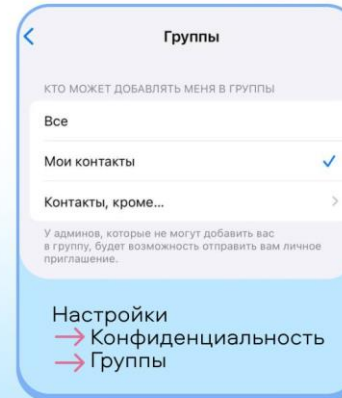 Группы
КТО МОЖЕТ ДОБАВЛЯТЬ МЕНЯ В ГРУППЫ
Все
Мои контакты
Контакты, кроме...
У админов, которые не могут добавить вас
в группу, будет возможность отправить вам личное
приглашение.
Настройки
→ Конфиденциальность
→ Группы